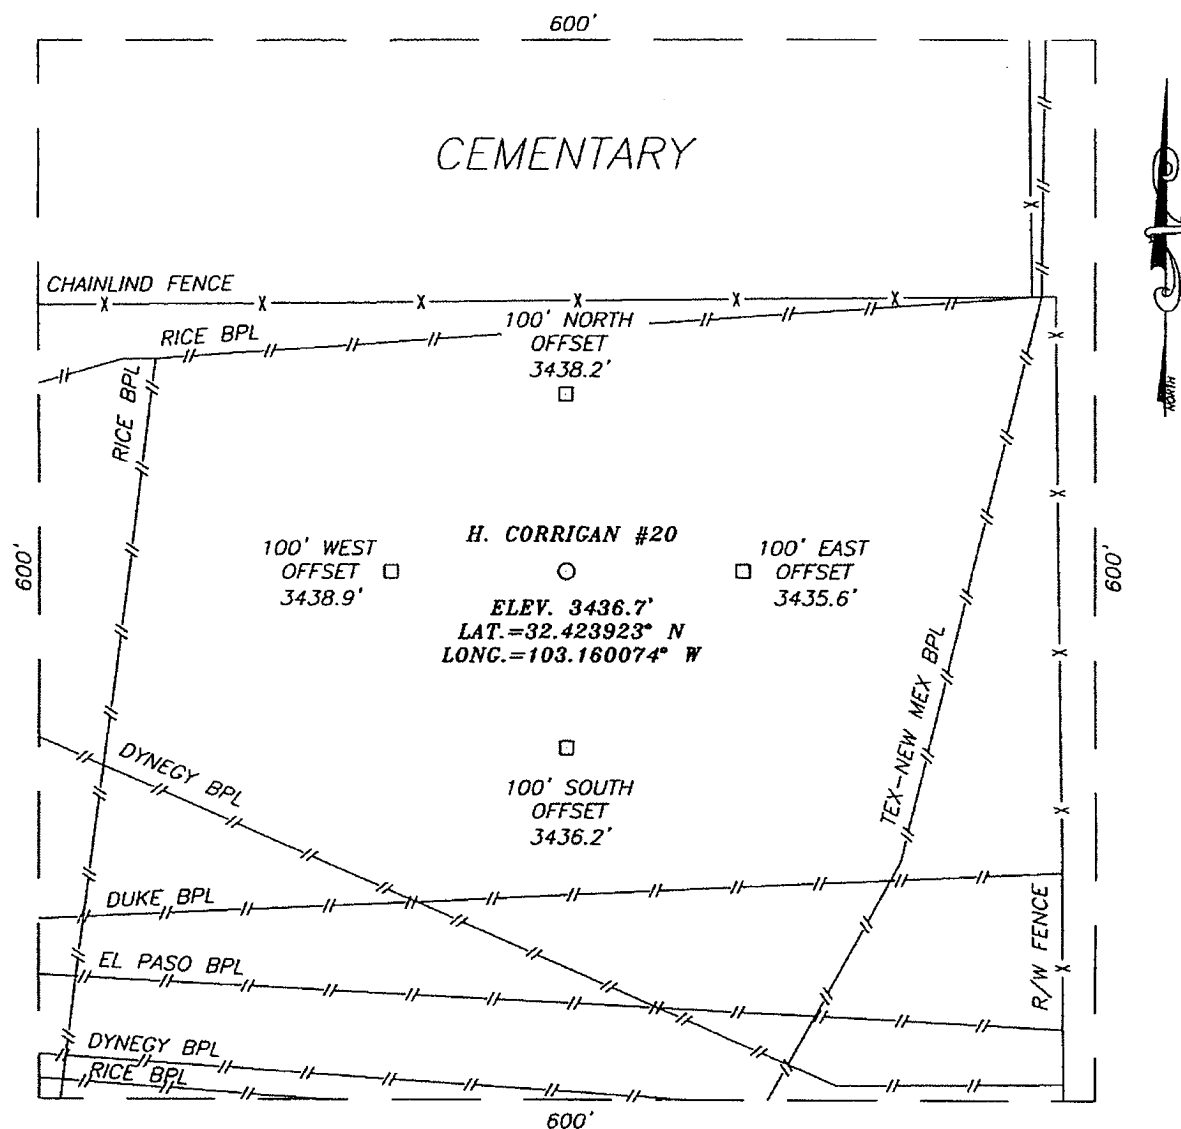 600'
CEMENTARY
CHAINLIND FENCE
RICE BPL
100' NORTH
OFFSET
3438.2'
RICE BPL
NORTH
H. CORRIGAN #20
100' WEST
OFFSET
3438.9'
100' EAST
OFFSET
3435.6'
600'
600'
ELEV. 3436.7'
LAT.=32.423923° N
LONG.=103.160074° W
TEX-NEW MEX BPL
DYNEGY BPL
100' SOUTH
OFFSET
3436.2'
DUKE BPL
R/W FENCE
EL PASO BPL
DYNEGY BPL
RICE BPL
600'